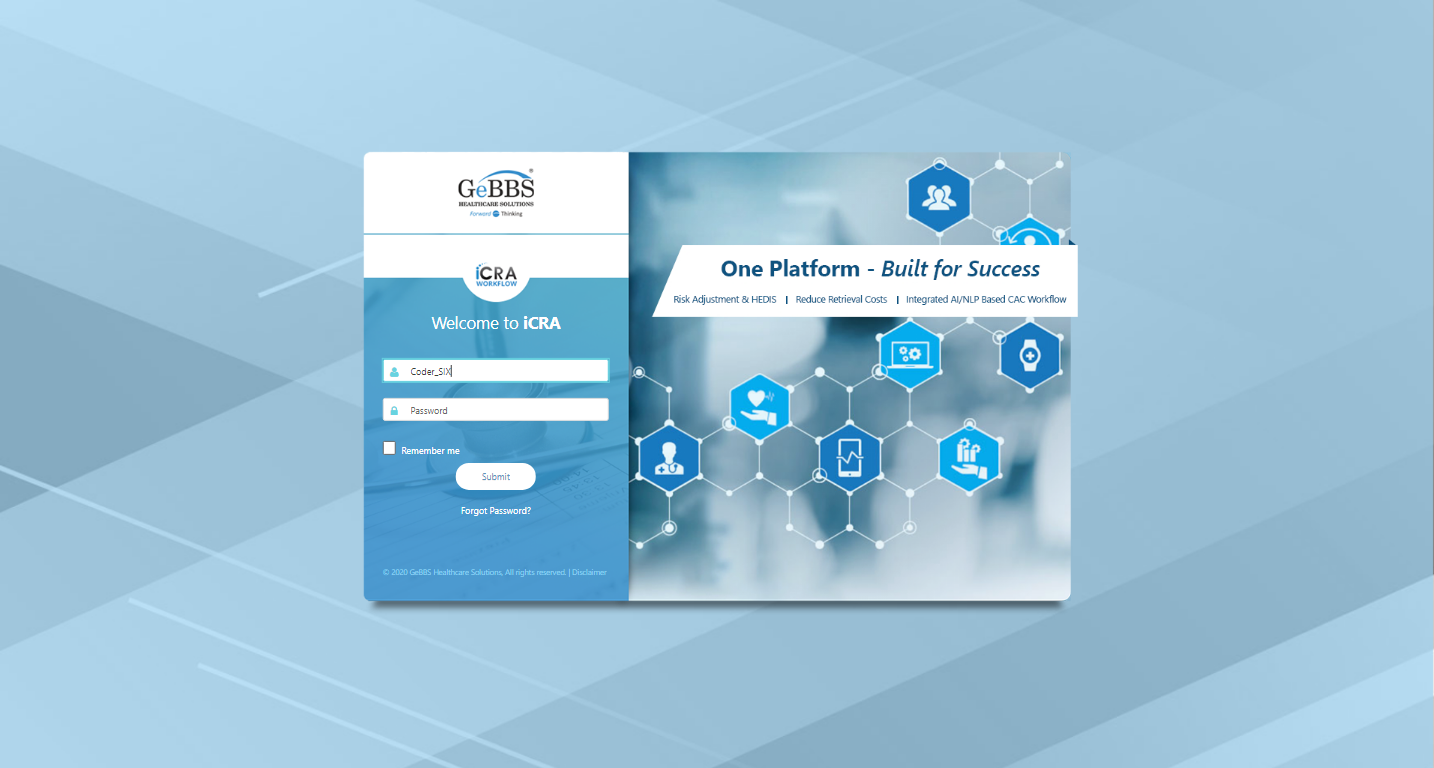 GeBBS®
HEALTHCARE SOLUTIONS
Forward Thinking
iCRA
WORKFLOW
Welcome to iCRA
Coder_SIX
Password
Remember me
Submit
Forgot Password?
© 2020 GeBBS Healthcare Solutions, All rights reserved. | Disclaimer
One Platform - Built for Success
Risk Adjustment & HEDIS | Reduce Retrieval Costs | Integrated AI/NLP Based CAC Workflow